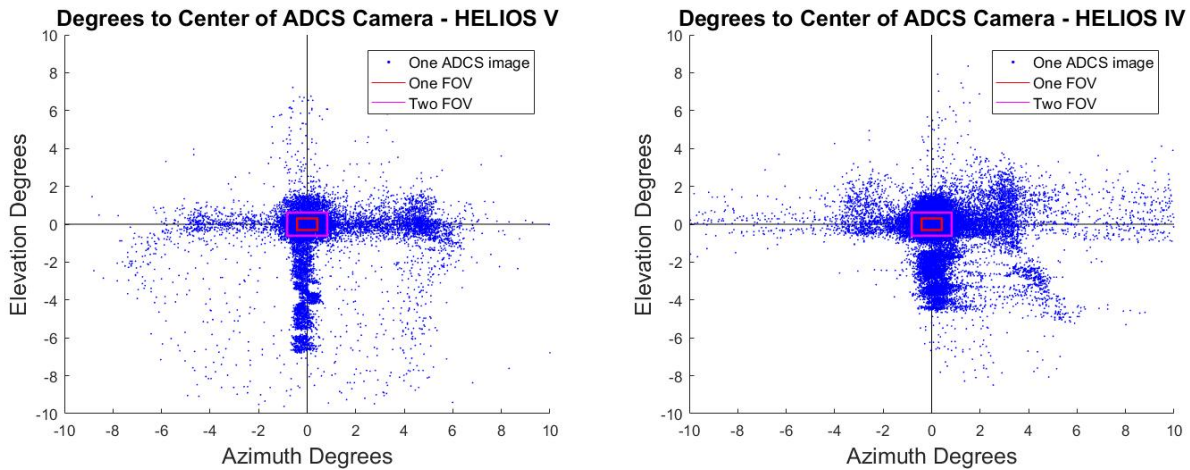 Degrees to Center of ADCS Camera - HELIOS V
10
8
6
4
2
0
-2
-4
-6
-8
-10
Elevation Degrees
One ADCS image
One FOV
Two FOV
-10 -8 -6 -4 -2 0 2 4 6 8 10
Azimuth Degrees
Degrees to Center of ADCS Camera - HELIOS IV
10
8
6
4
2
0
-2
-4
-6
-8
-10
Elevation Degrees
One ADCS image
One FOV
Two FOV
-10 -8 -6 -4 -2 0 2 4 6 8 10
Azimuth Degrees